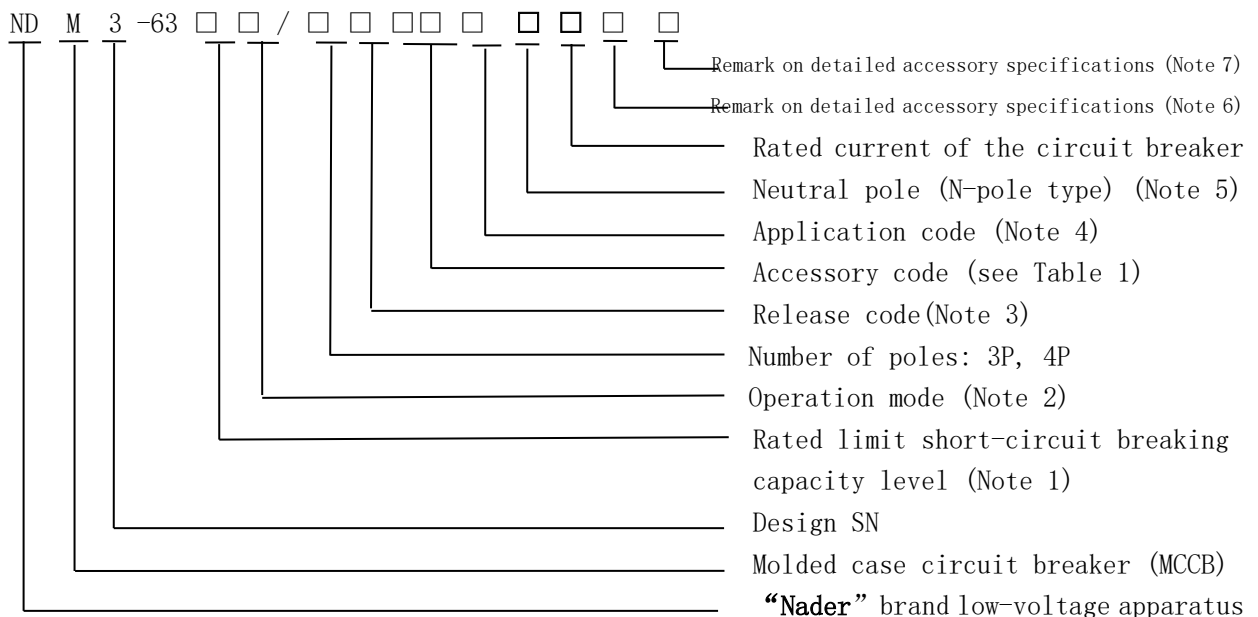 ND M 3 -63 □ □ / □ □ □□ □ □ □ □ □
Remark on detailed accessory specifications (Note 7)
Remark on detailed accessory specifications (Note 6)
Rated current of the circuit breaker
Neutral pole (N-pole type) (Note 5)
Application code (Note 4)
Accessory code (see Table 1)
Release code(Note 3)
Number of poles: 3P, 4P
Operation mode (Note 2)
Rated limit short-circuit breaking
capacity level (Note 1)
Design SN
Molded case circuit breaker (MCCB)
“Nader” brand low-voltage apparatus